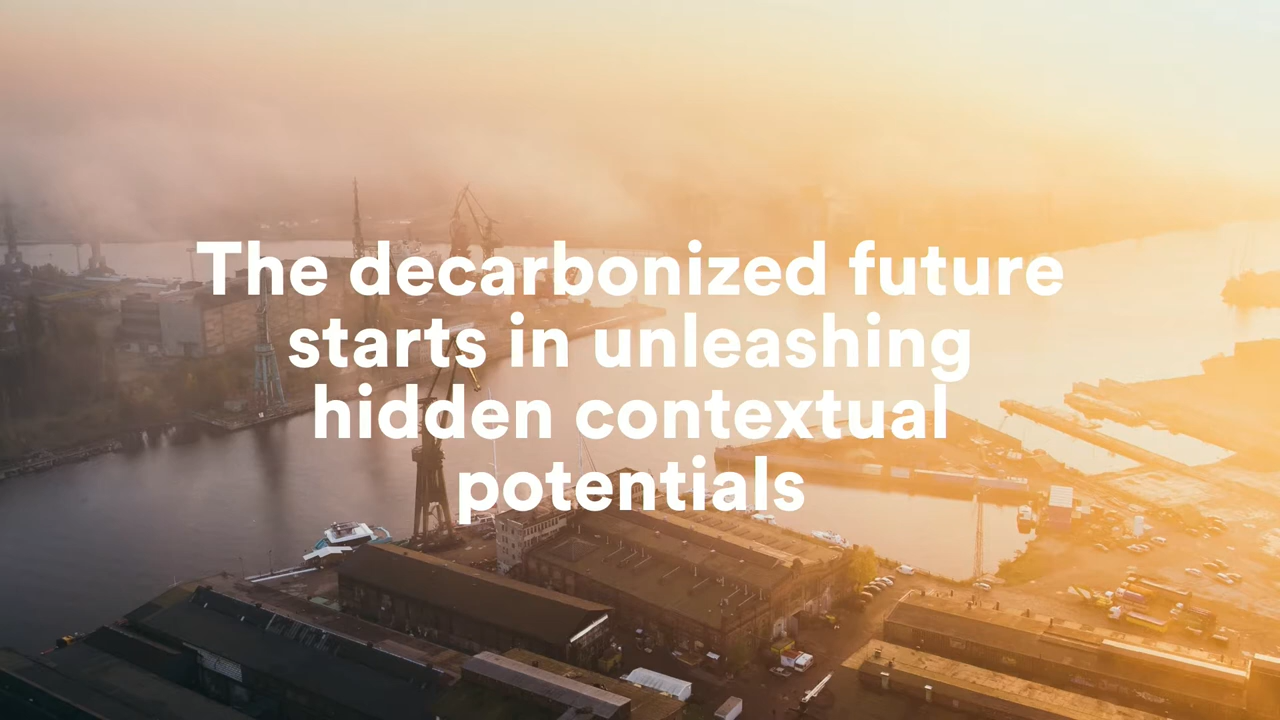 The decarbonized future
starts in unleashing
hidden contextual
potentials